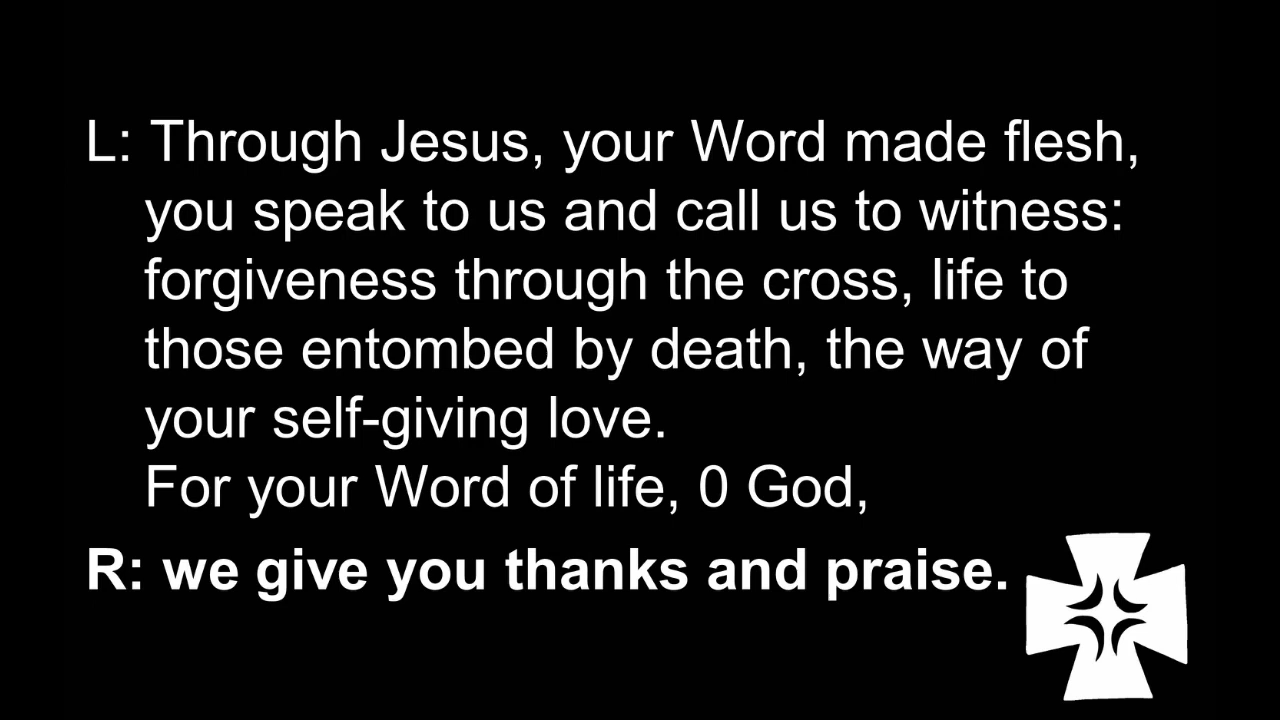 L: Through Jesus, your Word made flesh,
you speak to us and call us to witness:
forgiveness through the cross, life to
those entombed by death, the way of
your self-giving love.
For your Word of life, 0 God,
R: we give you thanks and praise.